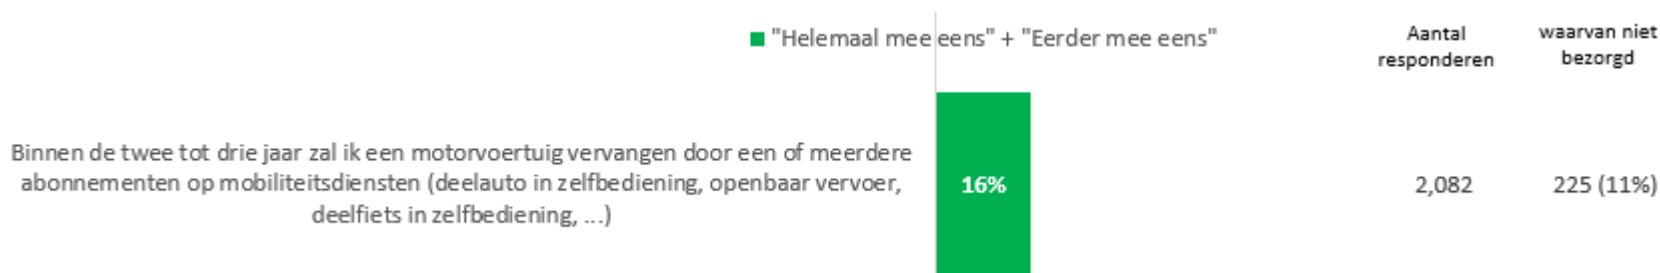 "Helemaal mee eens" + "Eerder mee eens"
Aantal
responderen
waarvan niet
bezorgd
Binnen de twee tot drie jaar zal ik een motorvoertuig vervangen door een of meerdere
abonnementen op mobiliteitsdiensten (deelauto in zelfbediening, openbaar vervoer,
deelfiets in zelfbediening, ...)
16%
2,082
225 (11%)